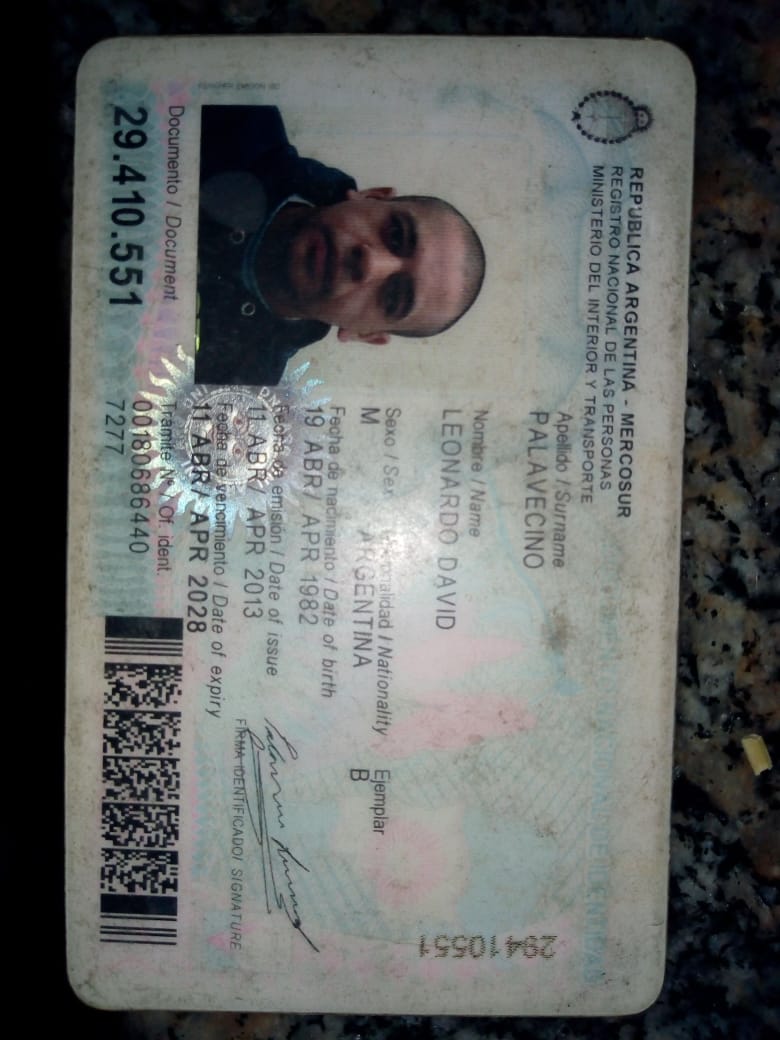 REPÚBLICA ARGENTINA - MERCOSUR
REGISTRO NACIONAL DE LAS PERSONAS
MINISTERIO DEL INTERIOR Y TRANSPORTE
Apellido / Surname
PALAVECINO
Nombre / Name
LEONARDO DAVID
Sexo / Sex
Nacionalidad / Nationality
Ejemplar
M
ARGENTINA
B
Fecha de nacimiento / Date of birth
19 ABR/ APR 1982
Fecha de emisión / Date of issue
11 ABR/ APR 2013
Fecha de vencimiento / Date of expiry
11 ABR/ APR 2028
FIRMA IDENTIFICADO/ SIGNATURE
Documento / Document
29.410.551
Trámite Nº / Of. ident.
00180686440
7277
29410551